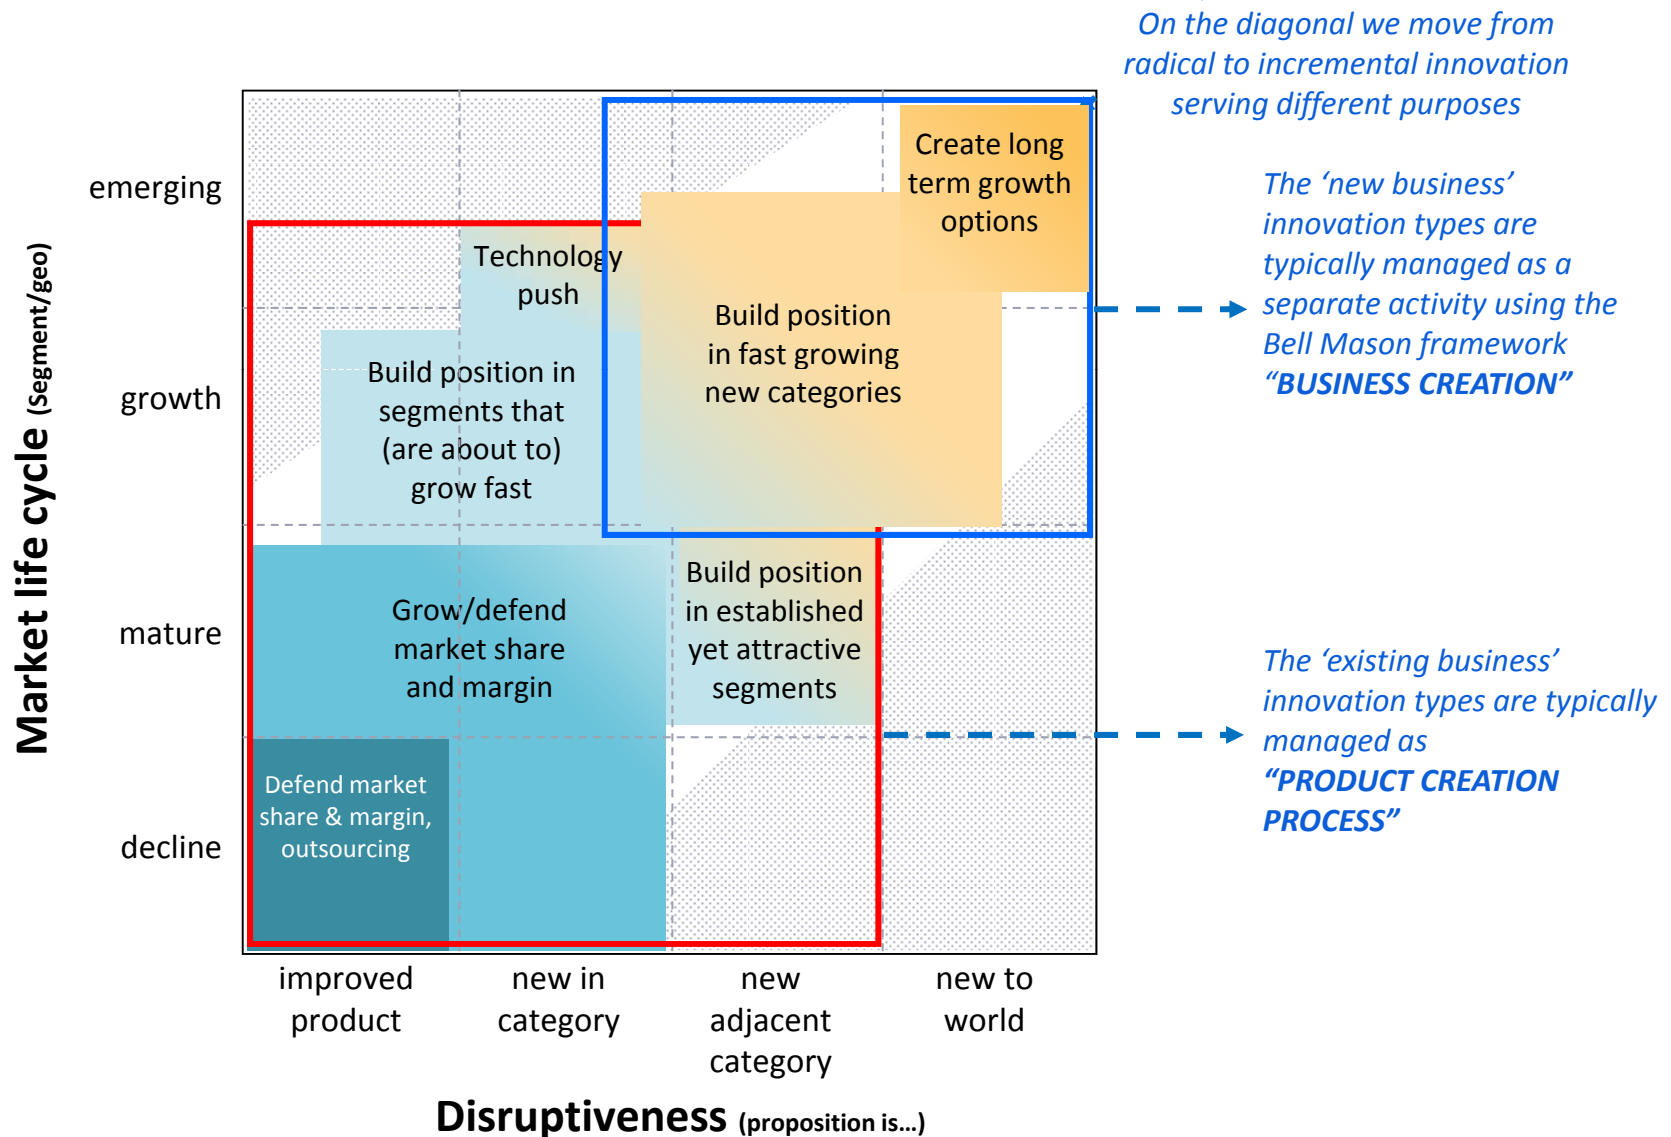 On the diagonal we move from
radical to incremental innovation
serving different purposes
Market life cycle (segment/geo)
emerging
growth
mature
decline
Create long
term growth
options
Technology
push
Build position
in fast growing
new categories
Build position in
segments that
(are about to)
grow fast
Grow/defend
market share
and margin
Build position
in established
yet attractive
segments
Defend market
share & margin,
outsourcing
The ‘new business’
innovation types are
typically managed as a
separate activity using the
Bell Mason framework
“BUSINESS CREATION”
The ‘existing business’
innovation types are typically
managed as
“PRODUCT CREATION
PROCESS”
improved
product
new in
category
new
adjacent
category
new to
world
Disruptiveness (proposition is…)